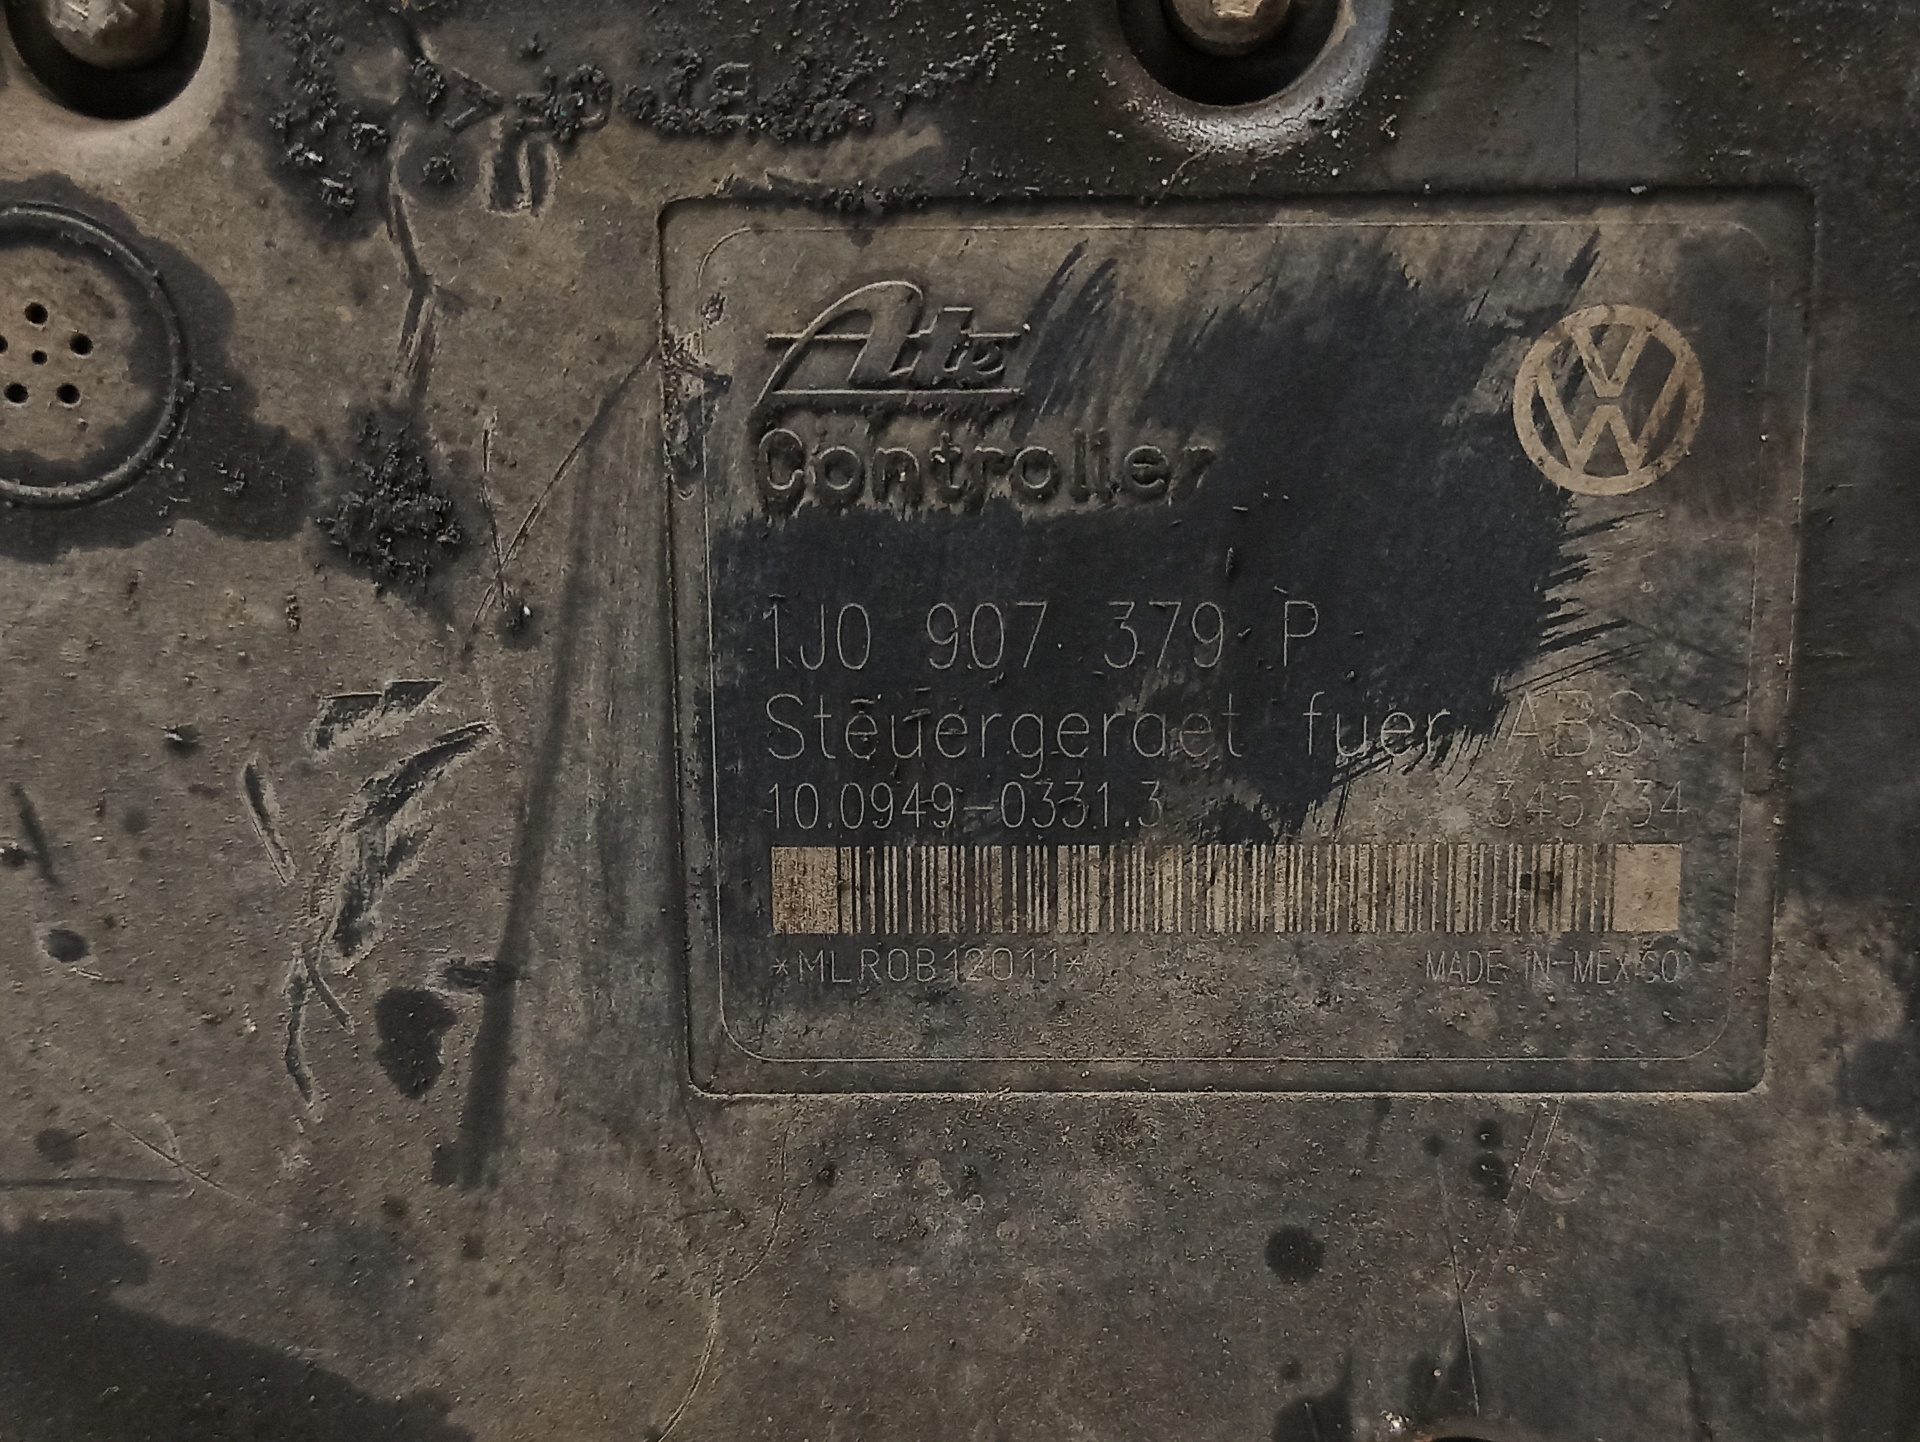 Ate
Controller
1J0 907 379 P
Steuergeraet fuer ABS
10.0949-0331.3 345734
*MLR0B12011*
MADE IN MEXICO